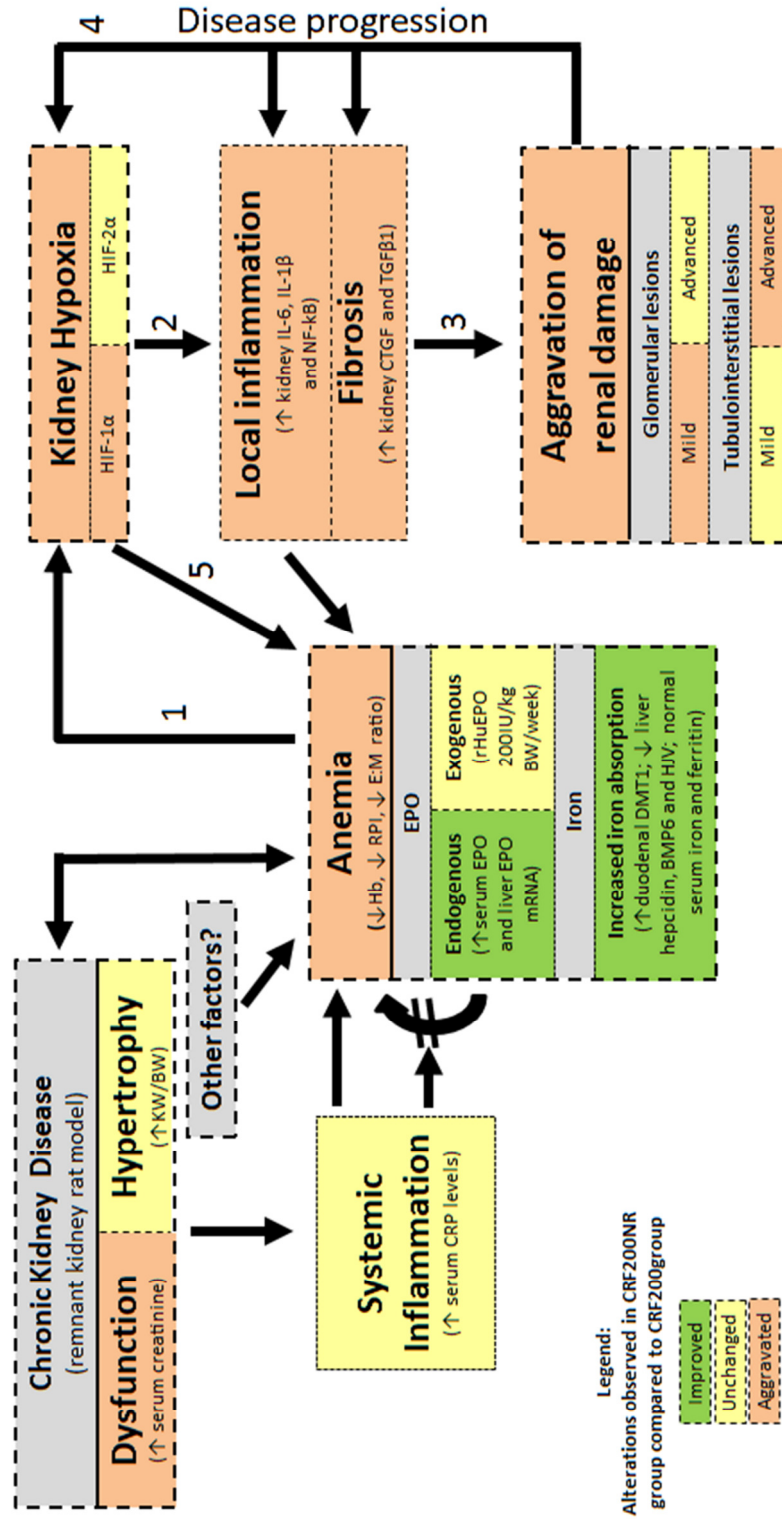 Chronic Kidney Disease
(remnant kidney rat model)
Dysfunction
(↑ serum creatinine)
Hypertrophy
(↑KW/BW)
Other factors?
Systemic
Inflammation
(↑ serum CRP levels)
Legend:
Alterations observed in CRF200NR
group compared to CRF200group
Improved
Unchanged
Aggravated
1
5
Anemia
(↓Hb, ↓ RPI, ↓ E:M ratio)
EPO
Endogenous
(↑serum EPO
and liver EPO
mRNA)
Exogenous
(rHuEPO
200IU/kg
BW/week)
Iron
Increased iron absorption
(↑duodenal DMT1; ↓ liver
hepcidin, BMP6 and HJV; normal
serum iron and ferritin)
Kidney Hypoxia
HIF-1α
HIF-2α
2
Local inflammation
(↑ kidney IL-6, IL-1β
and NF-kB)
Fibrosis
(↑ kidney CTGF and TGFβ1)
3
Aggravation of
renal damage
Glomerular lesions
Mild
Advanced
Tubulointerstitial lesions
Mild
Advanced
4
Disease progression